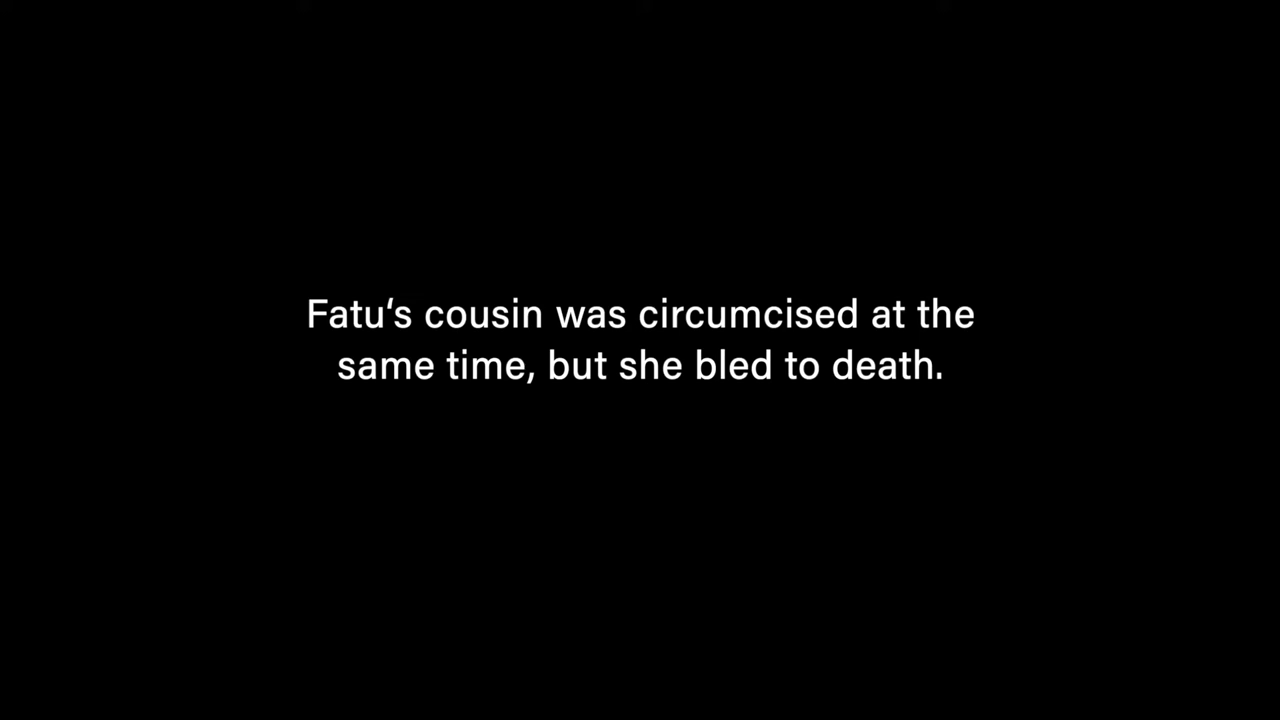 Fatu‘s cousin was circumcised at the
same time, but she bled to death.